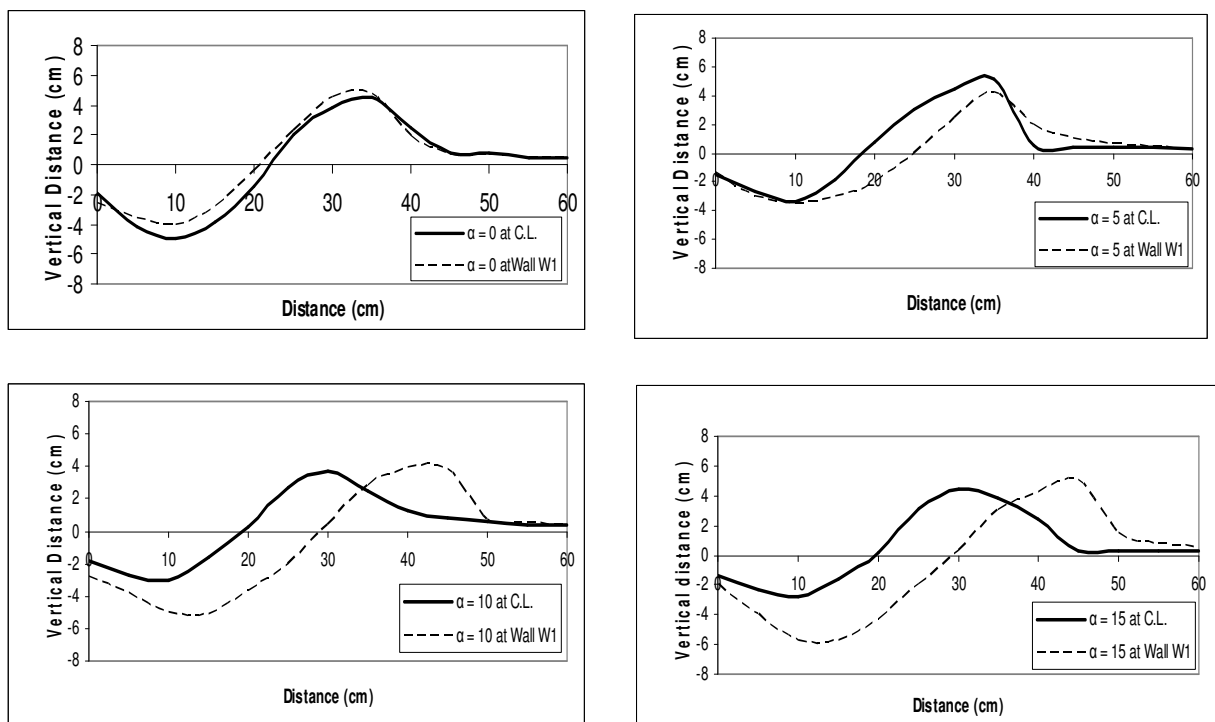 Vertical Distance (cm)
8
6
4
2
0
-2
-4
-6
-8
0 10 20 30 40 50 60
α = 0 at C.L.
α = 0 atWall W1
Distance (cm)
Vertical Distance (cm)
8
6
4
2
0
-2
-4
-6
-8
0 10 20 30 40 50 60
α = 5 at C.L.
α = 5 at Wall W1
Distance (cm)
Vertical Distance (cm)
8
6
4
2
0
-2
-4
-6
-8
0 10 20 30 40 50 60
α = 10 at C.L.
α = 10 at Wall W1
Distance (cm)
Vertical distance (cm)
8
6
4
2
0
-2
-4
-6
-8
0 10 20 30 40 50 60
α = 15 at C.L.
α = 15 at Wall W1
Distance (cm)